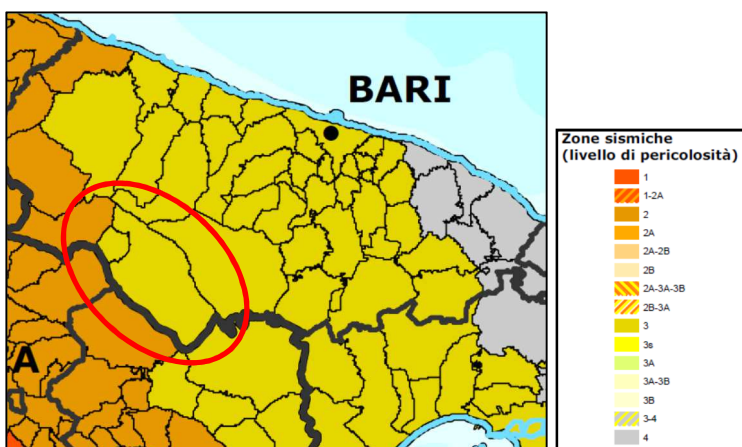 BARI
A
Zone sismiche
(livello di pericolosità)
1
1-2A
2
2A
2A-2B
2B
2A-3A-3B
2B-3A
3
3s
3A
3A-3B
3B
3-4
4